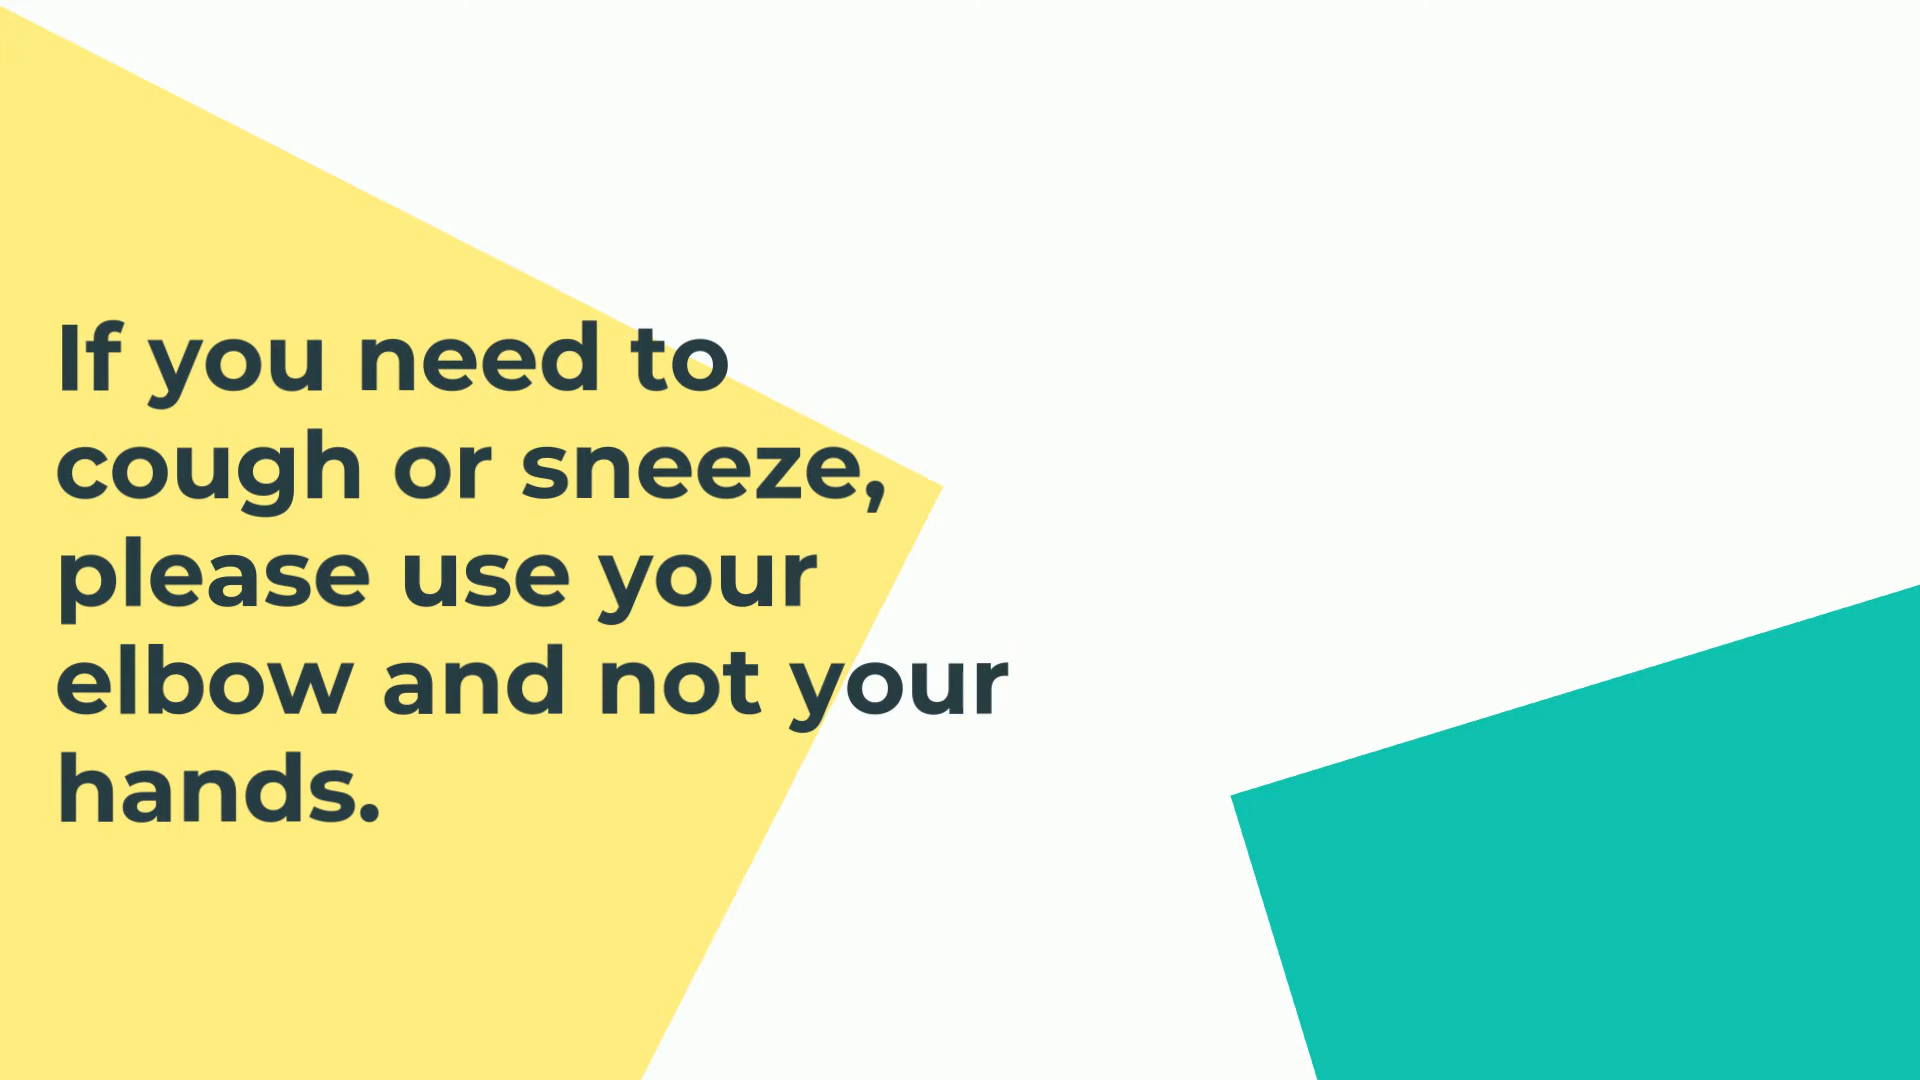 If you need to
cough or sneeze,
please use your
elbow and not your
hands.